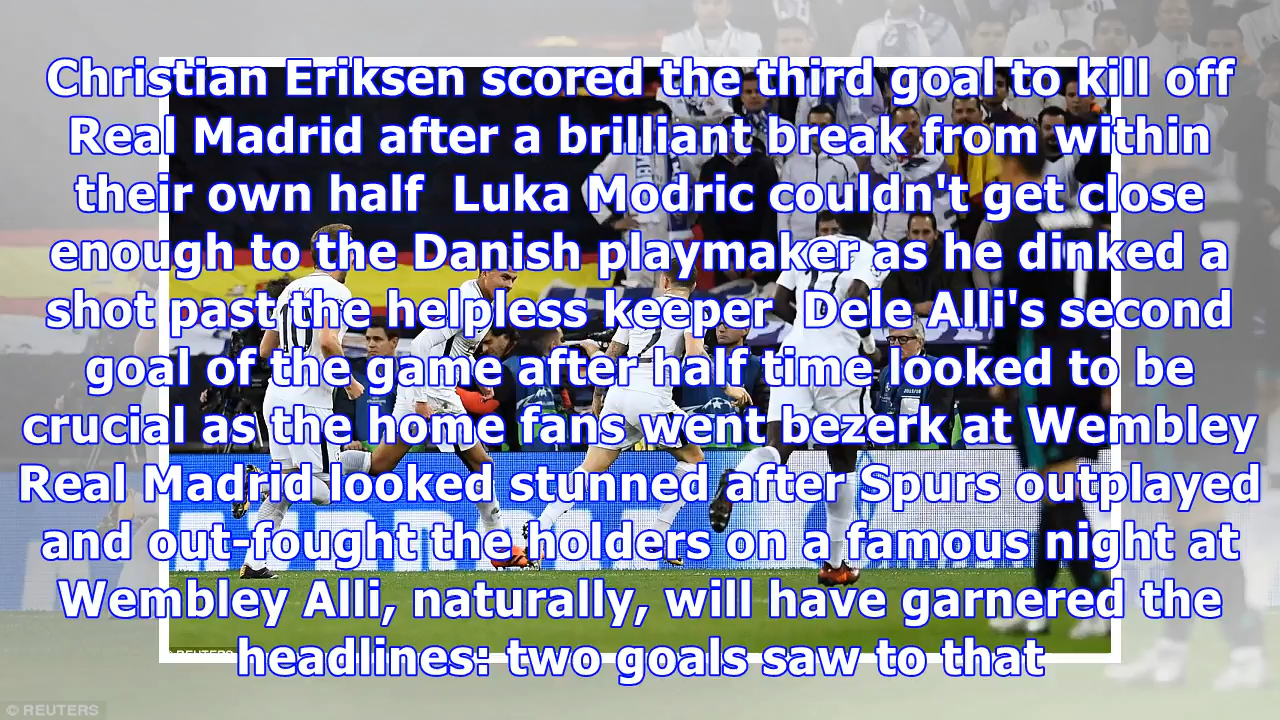 Christian Eriksen scored the third goal to kill off
Real Madrid after a brilliant break from within
their own half  Luka Modric couldn't get close
enough to the Danish playmaker as he dinked a
shot past the helpless keeper  Dele Alli's second
goal of the game after half time looked to be
crucial as the home fans went bezerk at Wembley
Real Madrid looked stunned after Spurs outplayed
and out-fought the holders on a famous night at
Wembley Alli, naturally, will have garnered the
headlines: two goals saw to that
© REUTERS